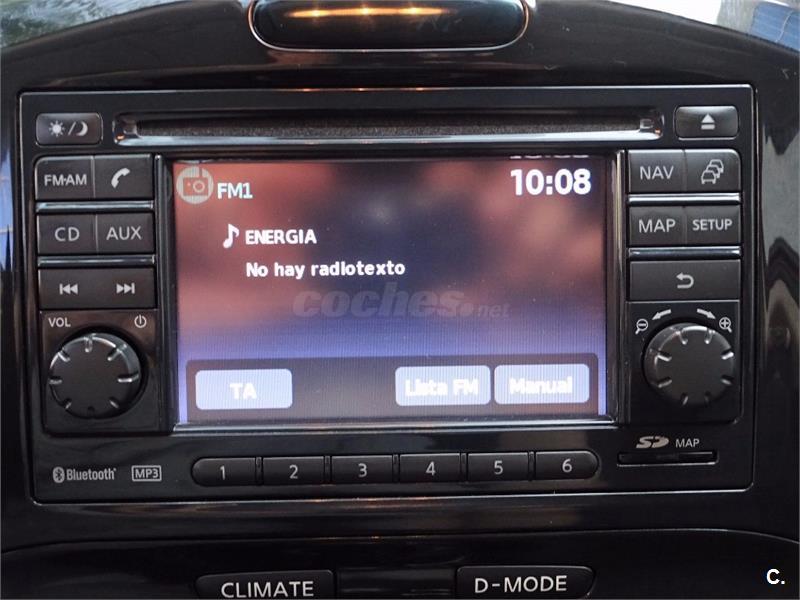 FM·AM
FM1
10:08
NAV
CD AUX
ENERGIA
MAP SETUP
No hay radiotexto
coches.net
VOL
TA
Lista FM
Manual
Bluetooth MP3
1 2 3 4 5 6
SD MAP
CLIMATE
D-MODE
C.